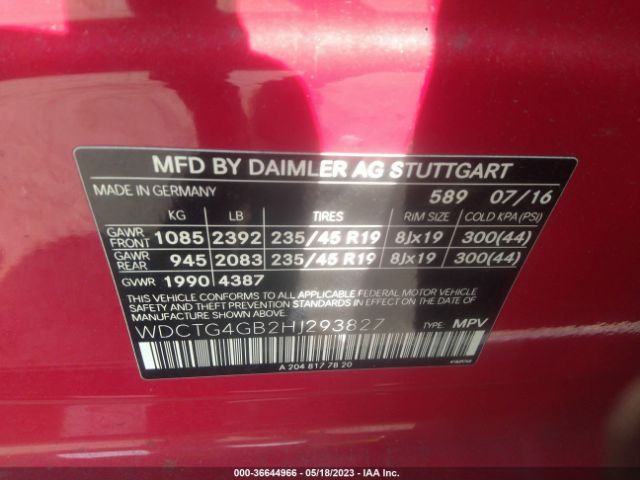 MFD BY DAIMLER AG STUTTGART
MADE IN GERMANY 589 07/16
KG LB TIRES RIM SIZE COLD KPA (PSI)
GAWR FRONT 1085 2392 235/45 R19 8Jx19 300(44)
GAWR REAR 945 2083 235/45 R19 8Jx19 300(44)
GVWR 1990 4387
THIS VEHICLE CONFORMS TO ALL APPLICABLE FEDERAL MOTOR VEHICLE
SAFETY AND THEFT PREVENTION STANDARDS IN EFFECT ON THE DATE OF
MANUFACTURE SHOWN ABOVE.
WDCTG4GB2HJ293827 TYPE: MPV
A 204 817 78 20
000-36644966 - 05/18/2023 - IAA Inc.